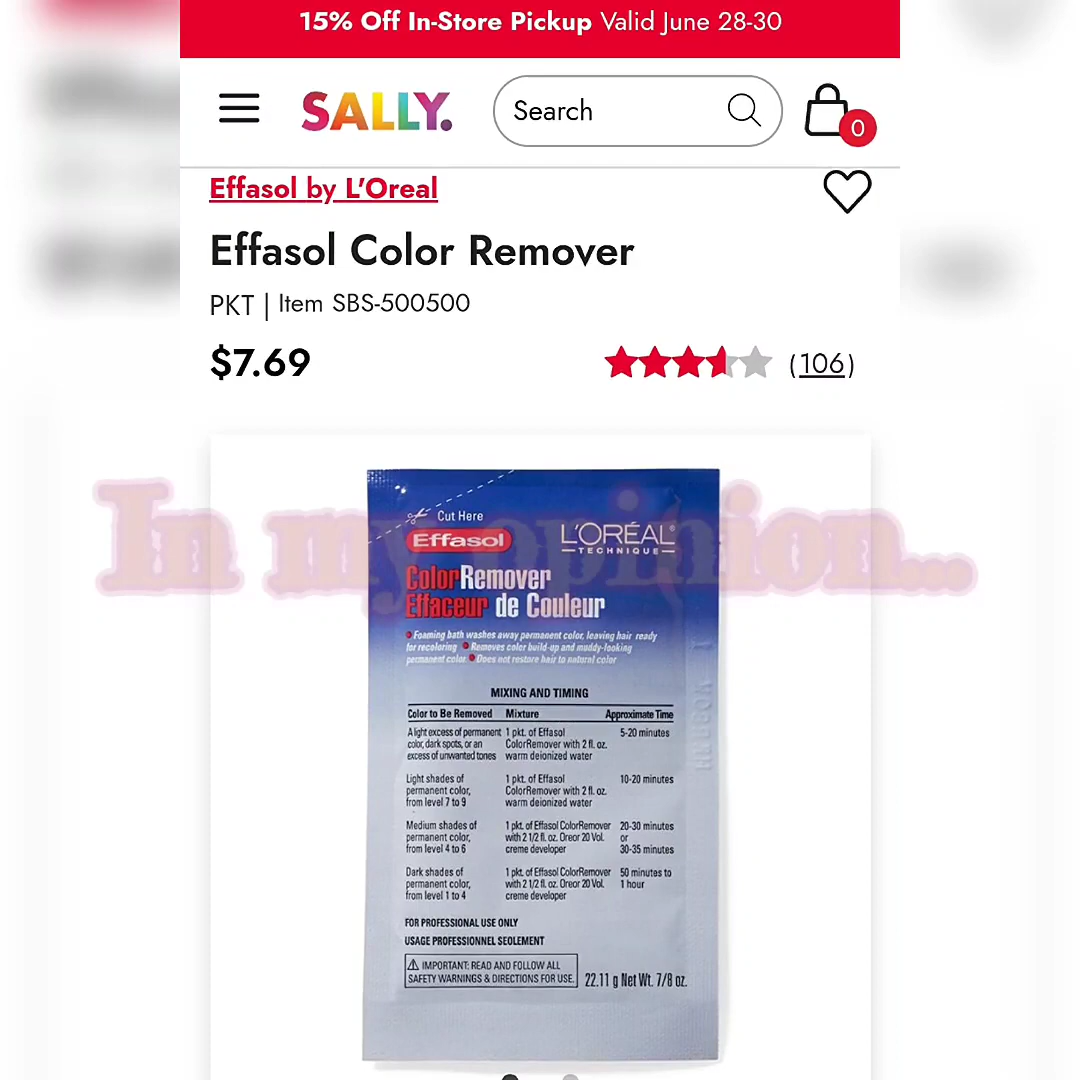 15% Off In-Store Pickup Valid June 28-30
SALLY.
Search
0
Effasol by L'Oreal
Effasol Color Remover
PKT | Item SBS-500500
$7.69
(106)
In my opinion...
Cut Here
Effasol
L'ORÉAL®
TECHNIQUE
ColorRemover
Effaceur de Couleur
Foaming bath washes away permanent color, leaving hair ready
for recoloring Removes color build-up and muddy-looking
permanent color Does not restore hair to natural color
MIXING AND TIMING
Color to Be Removed Mixture Approximate Time
A light excess of permanent 1 pkt. of Effasol 5-20 minutes
color, dark spots, or an ColorRemover with 2 fl. oz.
excess of unwanted tones warm deionized water
Light shades of 1 pkt. of Effasol 10-20 minutes
permanent color, ColorRemover with 2 fl. oz.
from level 7 to 9 warm deionized water
Medium shades of 1 pkt. of Effasol ColorRemover 20-30 minutes
permanent color, with 2 1/2 fl. oz. Oreor 20 Vol. or
from level 4 to 6 creme developer 30-35 minutes
Dark shades of 1 pkt. of Effasol ColorRemover 50 minutes to
permanent color, with 2 1/2 fl. oz. Oreor 20 Vol. 1 hour
from level 1 to 4 creme developer
FOR PROFESSIONAL USE ONLY
USAGE PROFESSIONNEL SEOLEMENT
IMPORTANT: READ AND FOLLOW ALL
SAFETY WARNINGS & DIRECTIONS FOR USE.
22.11 g Net Wt. 7/8 oz.